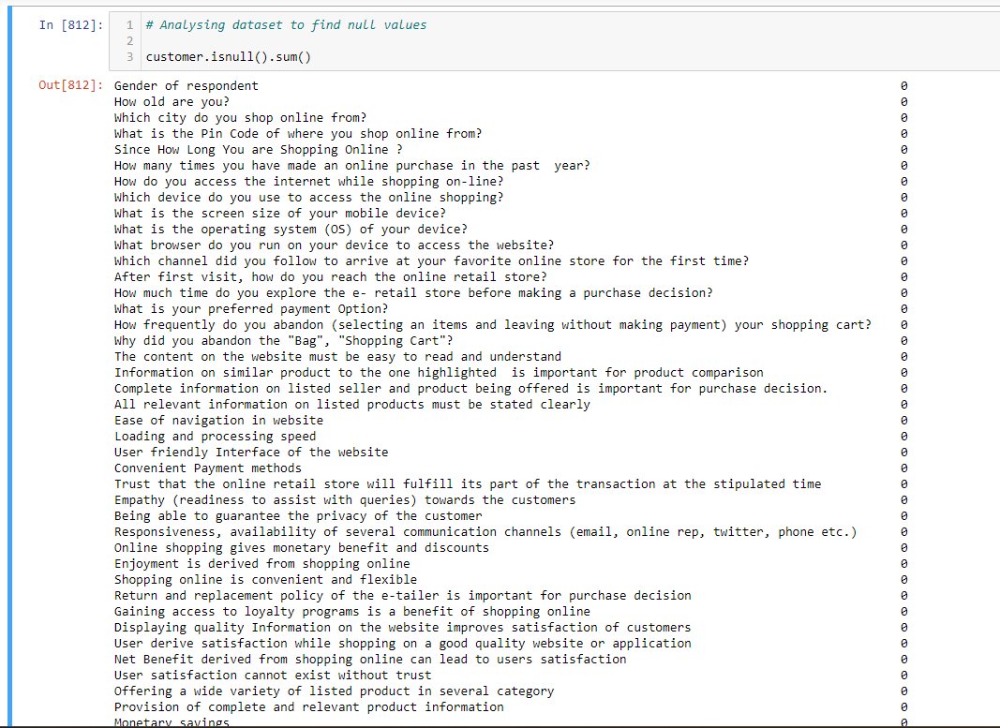 In [812]: 1 # Analysing dataset to find null values
2
3 customer.isnull().sum()
Out[812]: Gender of respondent 0
How old are you? 0
Which city do you shop online from? 0
What is the Pin Code of where you shop online from? 0
Since How Long You are Shopping Online ? 0
How many times you have made an online purchase in the past  year? 0
How do you access the internet while shopping on-line? 0
Which device do you use to access the online shopping? 0
What is the screen size of your mobile device? 0
What is the operating system (OS) of your device? 0
What browser do you run on your device to access the website? 0
Which channel did you follow to arrive at your favorite online store for the first time? 0
After first visit, how do you reach the online retail store? 0
How much time do you explore the e- retail store before making a purchase decision? 0
What is your preferred payment Option? 0
How frequently do you abandon (selecting an items and leaving without making payment) your shopping cart? 0
Why did you abandon the "Bag", "Shopping Cart"? 0
The content on the website must be easy to read and understand 0
Information on similar product to the one highlighted  is important for product comparison 0
Complete information on listed seller and product being offered is important for purchase decision. 0
All relevant information on listed products must be stated clearly 0
Ease of navigation in website 0
Loading and processing speed 0
User friendly Interface of the website 0
Convenient Payment methods 0
Trust that the online retail store will fulfill its part of the transaction at the stipulated time 0
Empathy (readiness to assist with queries) towards the customers 0
Being able to guarantee the privacy of the customer 0
Responsiveness, availability of several communication channels (email, online rep, twitter, phone etc.) 0
Online shopping gives monetary benefit and discounts 0
Enjoyment is derived from shopping online 0
Shopping online is convenient and flexible 0
Return and replacement policy of the e-tailer is important for purchase decision 0
Gaining access to loyalty programs is a benefit of shopping online 0
Displaying quality Information on the website improves satisfaction of customers 0
User derive satisfaction while shopping on a good quality website or application 0
Net Benefit derived from shopping online can lead to users satisfaction 0
User satisfaction cannot exist without trust 0
Offering a wide variety of listed product in several category 0
Provision of complete and relevant product information 0
Monetary savings 0